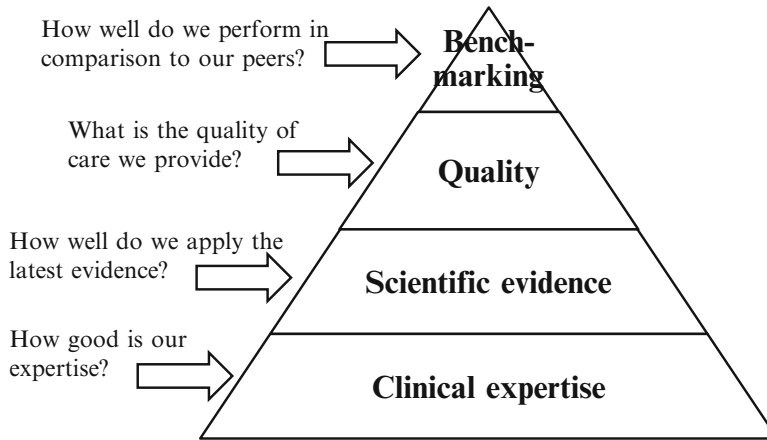 How well do we perform in
comparison to our peers?
Bench-
marking
What is the quality of
care we provide?
Quality
How well do we apply the
latest evidence?
Scientific evidence
How good is our
expertise?
Clinical expertise